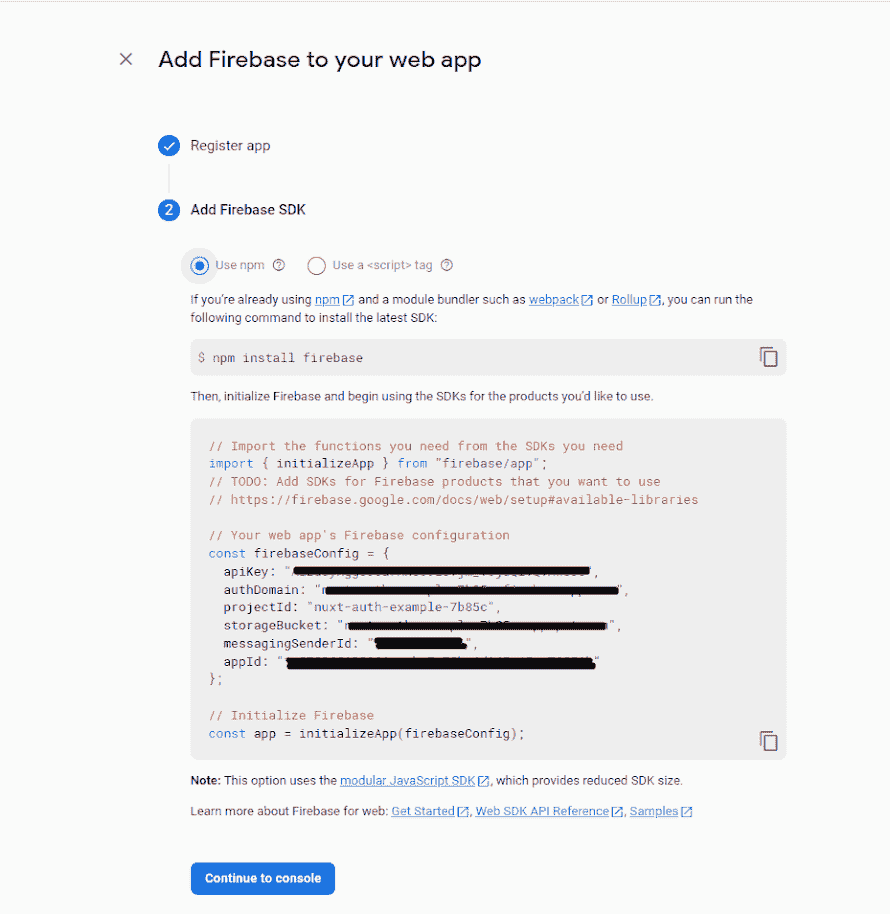 Add Firebase to your web app
Register app
2 Add Firebase SDK
Use npm Use a <script> tag
If you're already using npm and a module bundler such as webpack or Rollup, you can run the
following command to install the latest SDK:
$ npm install firebase
Then, initialize Firebase and begin using the SDKs for the products you'd like to use.
// Import the functions you need from the SDKs you need
import { initializeApp } from "firebase/app";
// TODO: Add SDKs for Firebase products that you want to use
// https://firebase.google.com/docs/web/setup#available-libraries
// Your web app's Firebase configuration
const firebaseConfig = {
apiKey: "
authDomain: "
projectId: "nuxt-auth-example-7b85c",
storageBucket: "
messagingSenderId: "
appId: "
};
// Initialize Firebase
const app = initializeApp(firebaseConfig);
Note: This option uses the modular JavaScript SDK, which provides reduced SDK size.
Learn more about Firebase for web: Get Started, Web SDK API Reference, Samples
Continue to console